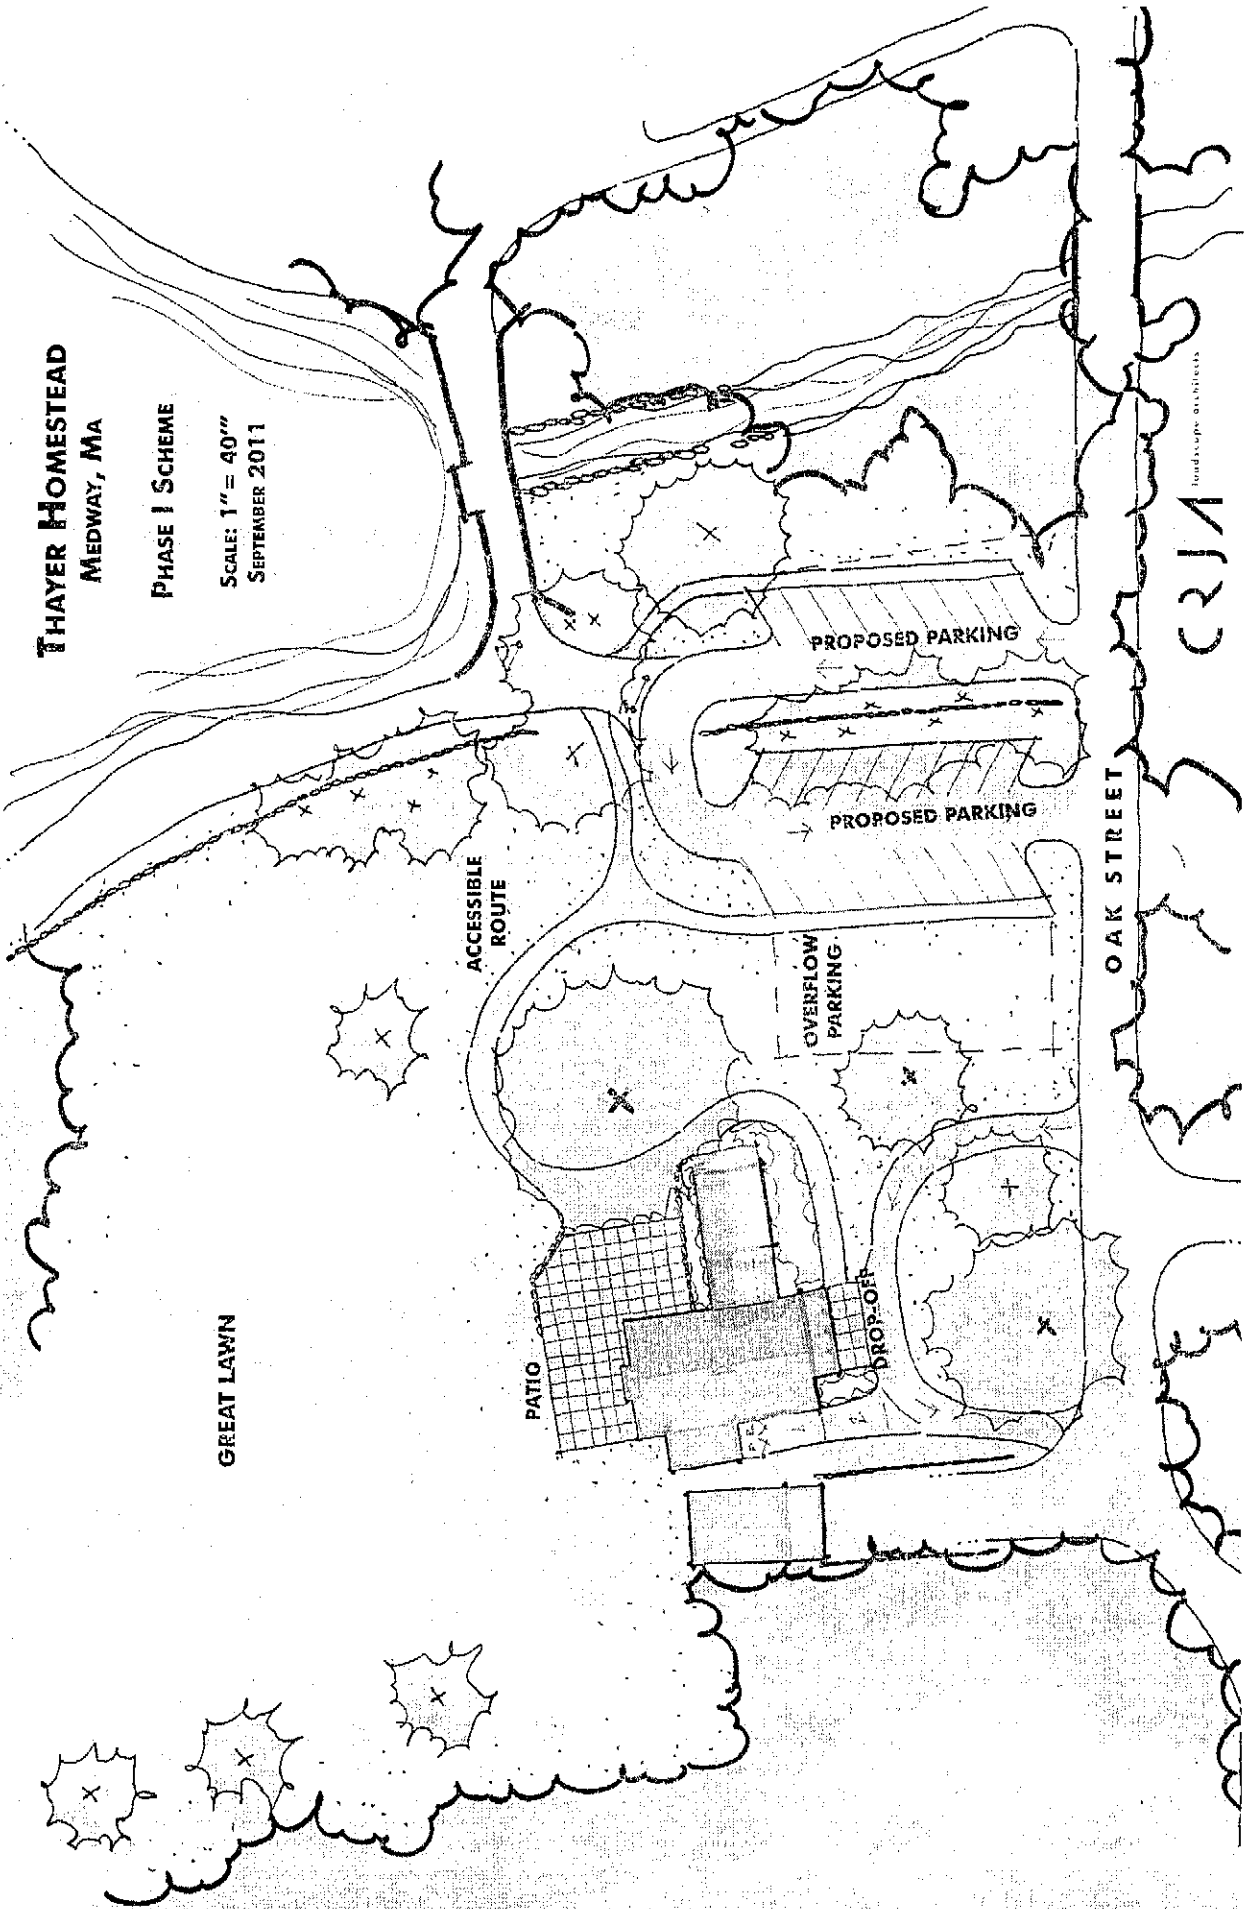 THAYER HOMESTEAD
MEDWAY, MA
PHASE I SCHEME
SCALE: 1"= 40'"
SEPTEMBER 2011
GREAT LAWN
PATIO
ACCESSIBLE
ROUTE
DROP-OFF
OVERFLOW
PARKING
PROPOSED PARKING
PROPOSED PARKING
OAK STREET
CRJA
landscape architects